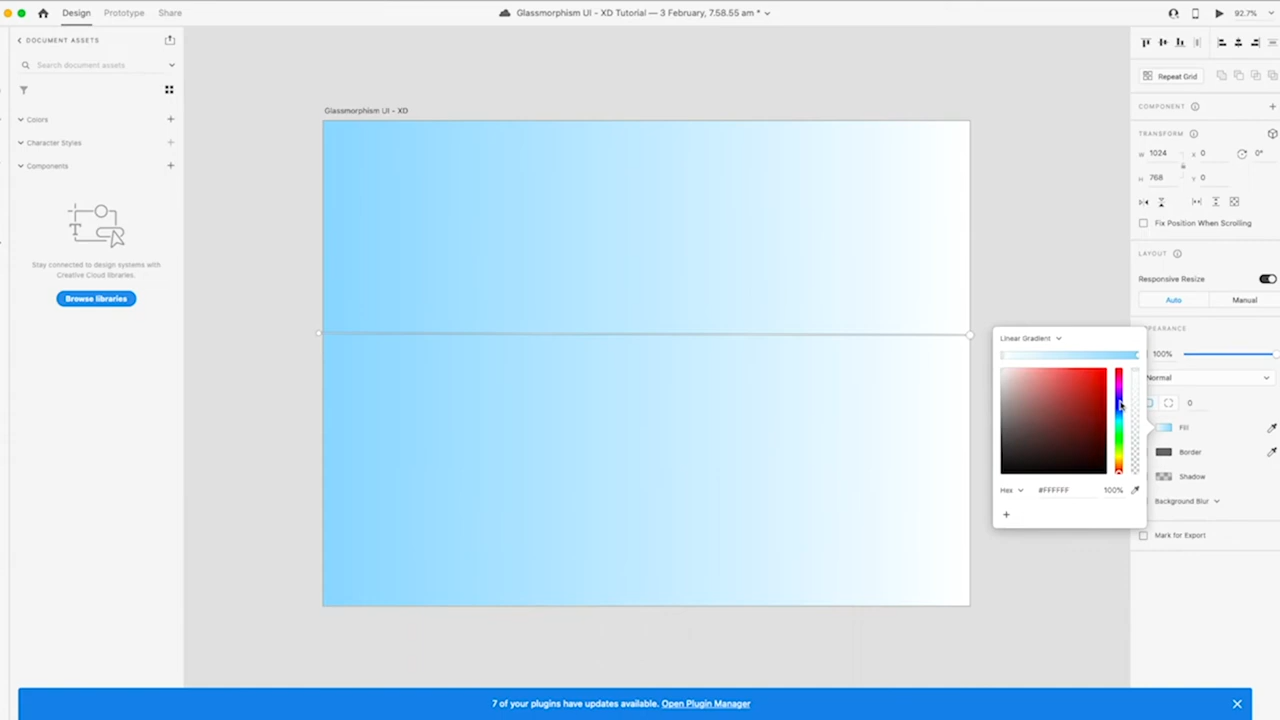 Design Prototype Share
Glassmorphism UI - XD Tutorial — 3 February, 7.58.55 am *
92.7%
DOCUMENT ASSETS
Search document assets
Colors
Character Styles
Components
Stay connected to design systems with
Creative Cloud libraries.
Browse libraries
Glassmorphism UI - XD
Repeat Grid
COMPONENT
TRANSFORM
W 1024 X 0 0°
H 768 Y 0
Fix Position When Scrolling
LAYOUT
Responsive Resize
Auto Manual
PPEARANCE
100%
Normal
0
Fill
Border
Shadow
Background Blur
Mark for Export
Linear Gradient
Hex #FFFFFF 100%
7 of your plugins have updates available. Open Plugin Manager